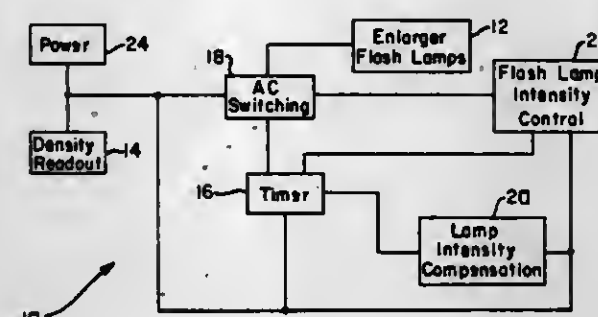 Power
24
Density
Readout
14
18
AC
Switching
Enlarger
Flash Lamps
12
Flash Lamp
Intensity
Control
16
Timer
20
Lamp
Intensity
Compensation